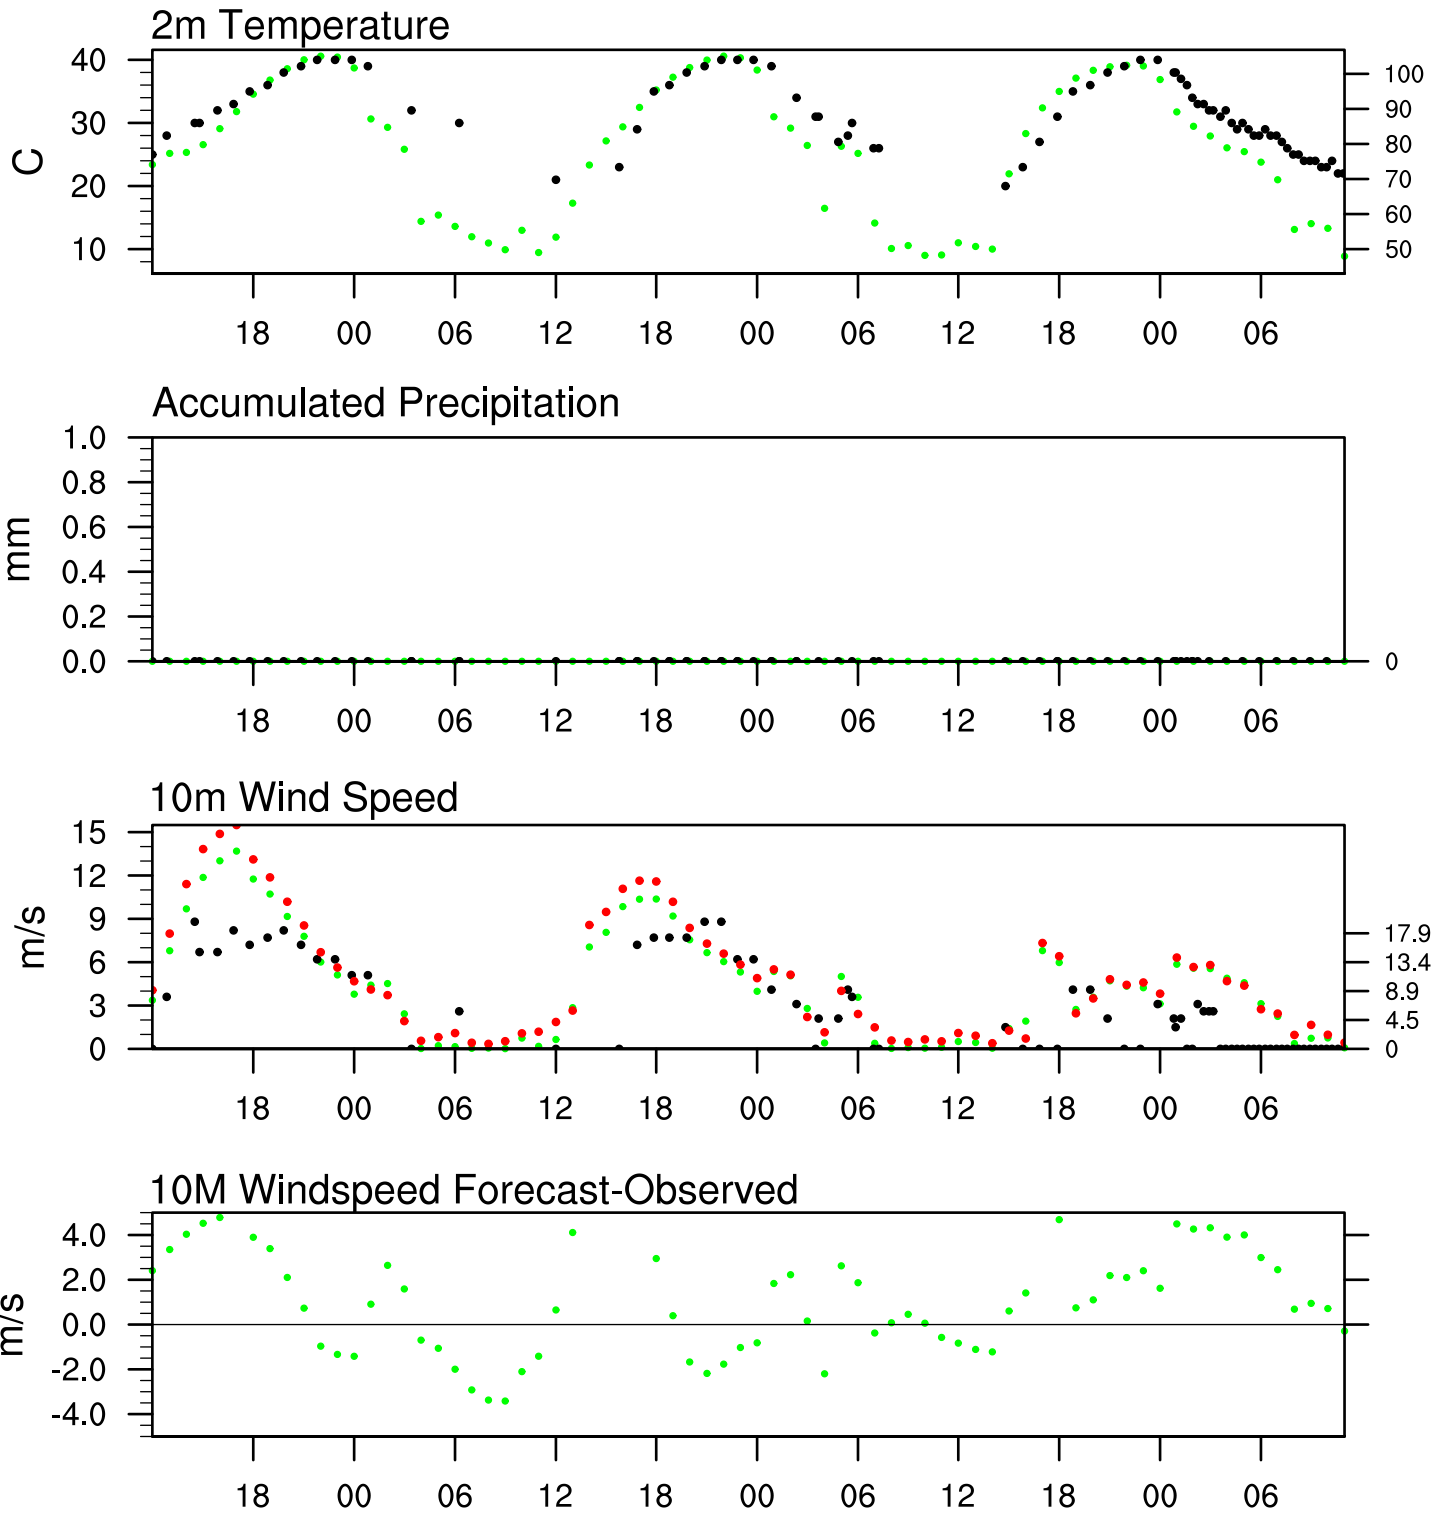 2m Temperature
40
30
20
10
C
100
90
80
70
60
50
18 00 06 12 18 00 06 12 18 00 06
Accumulated Precipitation
1.0
0.8
0.6
0.4
0.2
0.0
mm
0
18 00 06 12 18 00 06 12 18 00 06
10m Wind Speed
15
12
9
6
3
0
m/s
17.9
13.4
8.9
4.5
0
18 00 06 12 18 00 06 12 18 00 06
10M Windspeed Forecast-Observed
4.0
2.0
0.0
-2.0
-4.0
m/s
18 00 06 12 18 00 06 12 18 00 06